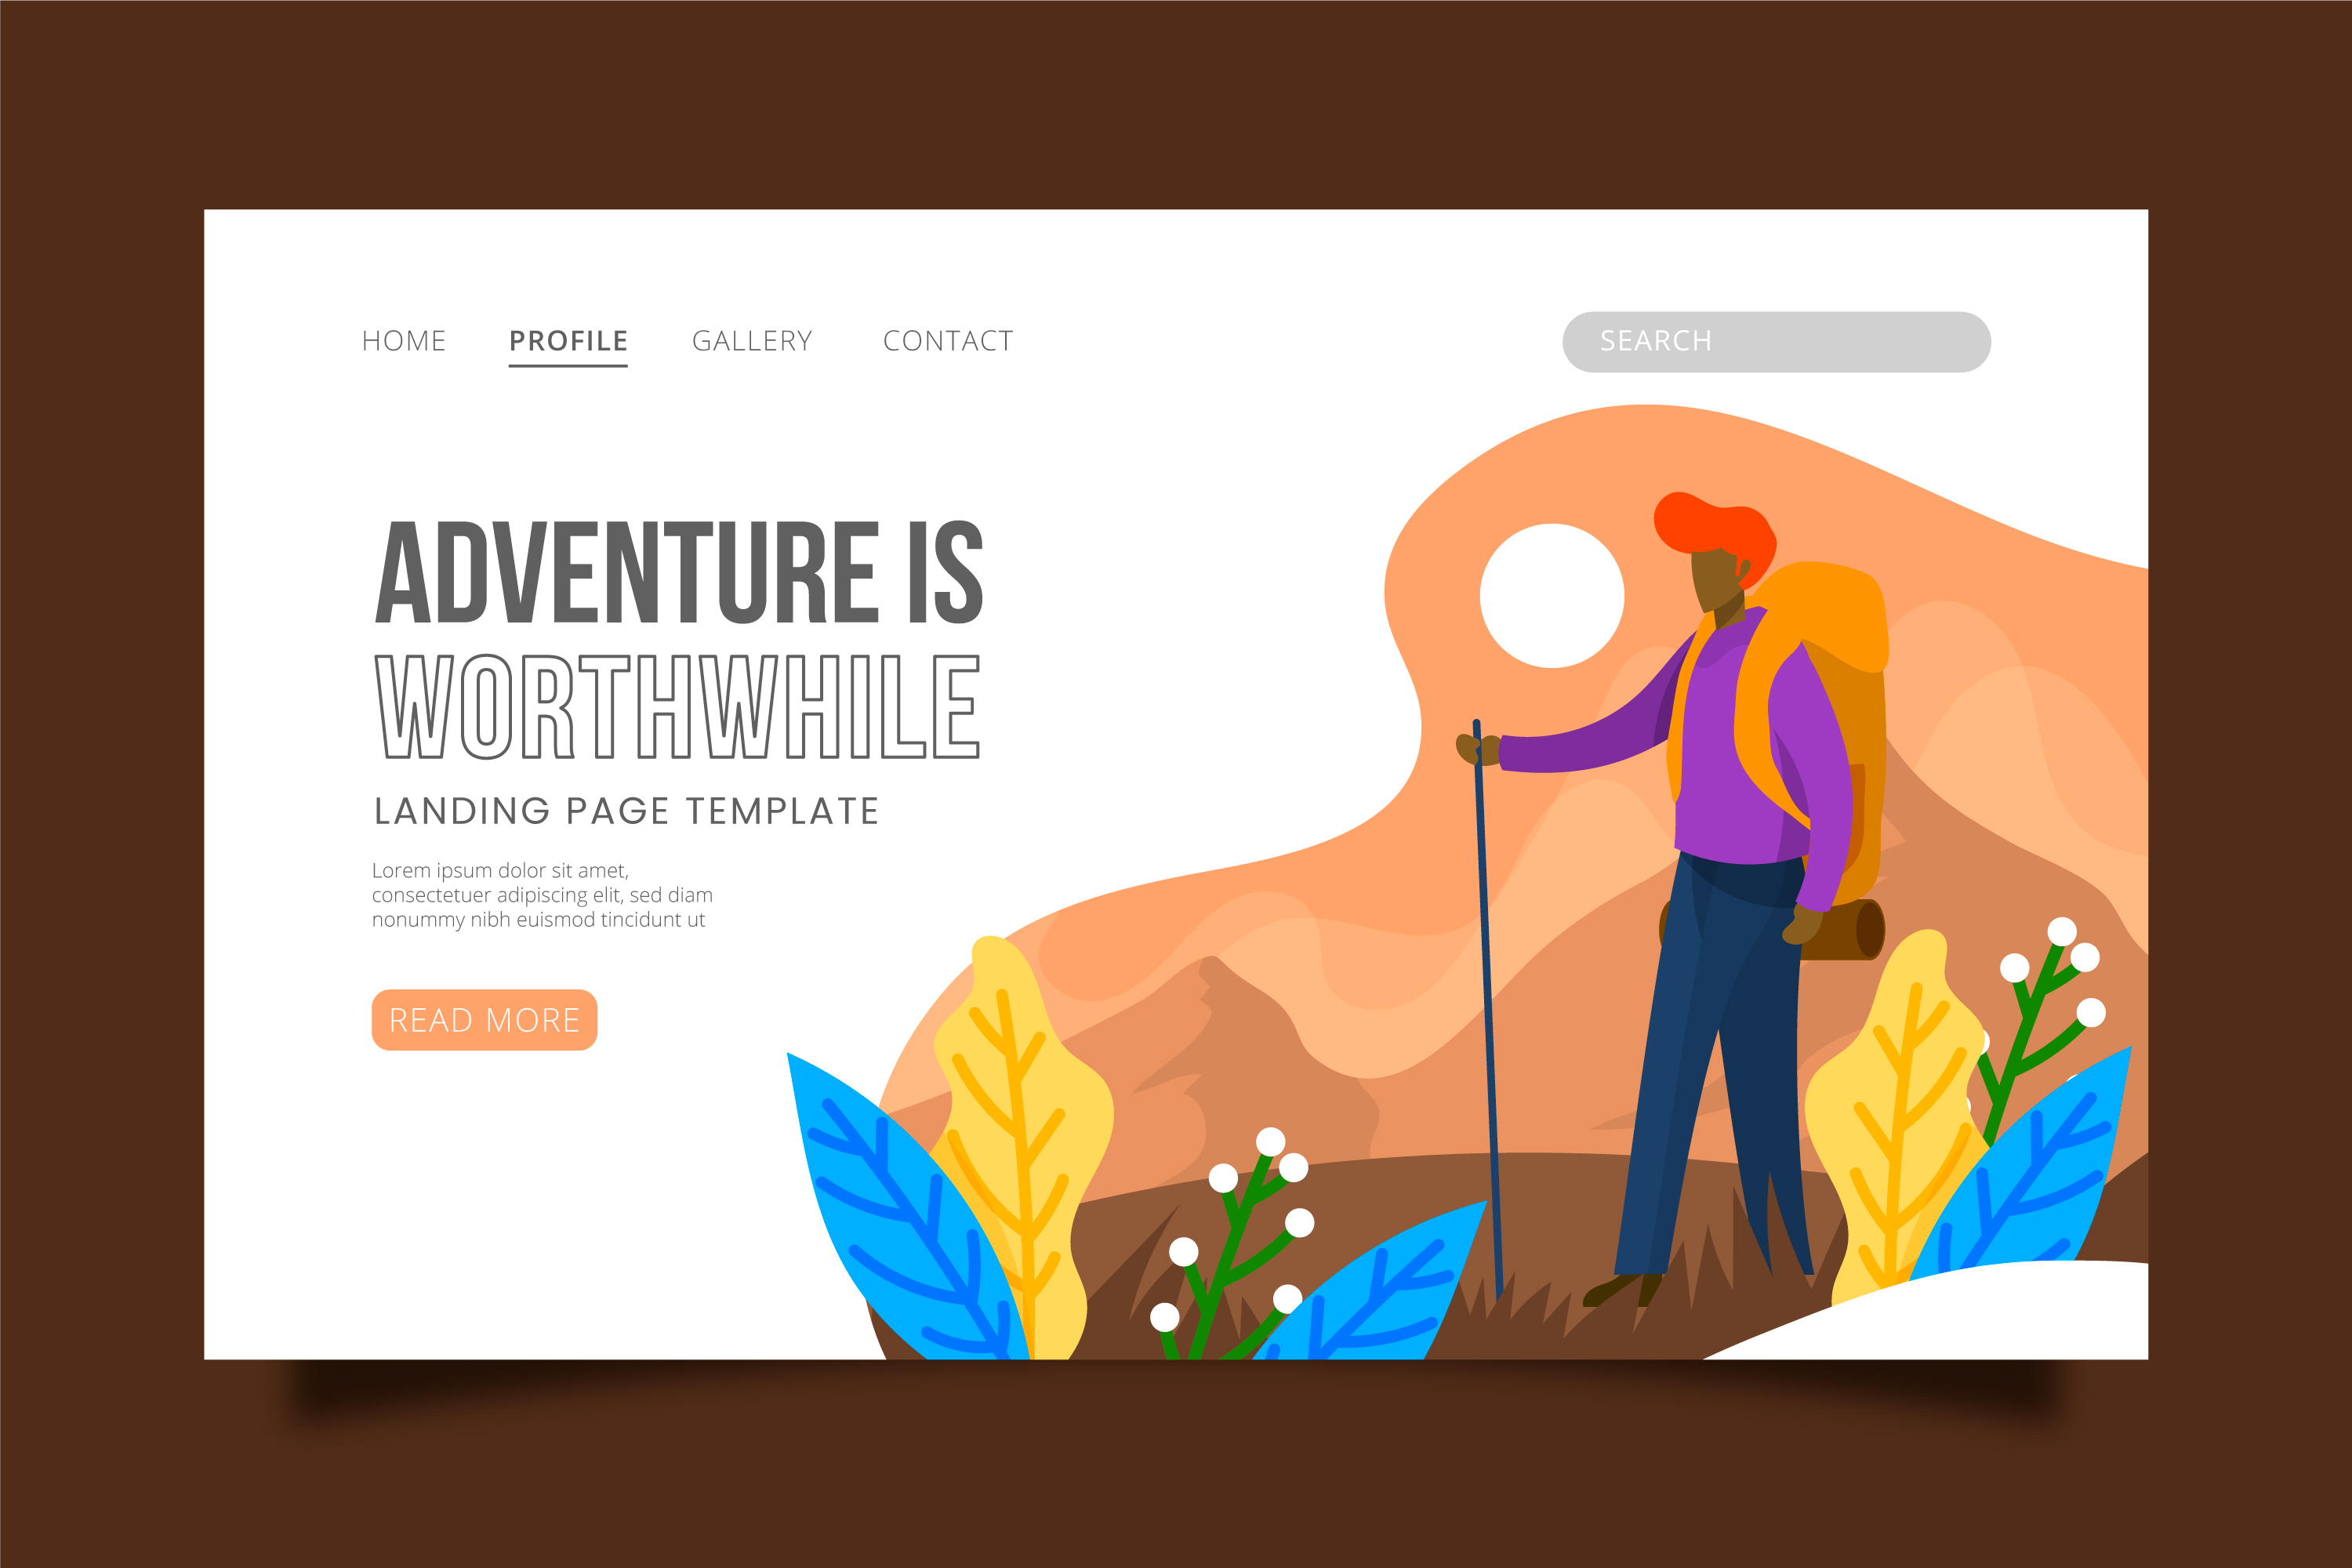 HOME PROFILE GALLERY CONTACT SEARCH
ADVENTURE IS
WORTHWHILE
LANDING PAGE TEMPLATE
Lorem ipsum dolor sit amet,
consectetuer adipiscing elit, sed diam
nonummy nibh euismod tincidunt ut
READ MORE